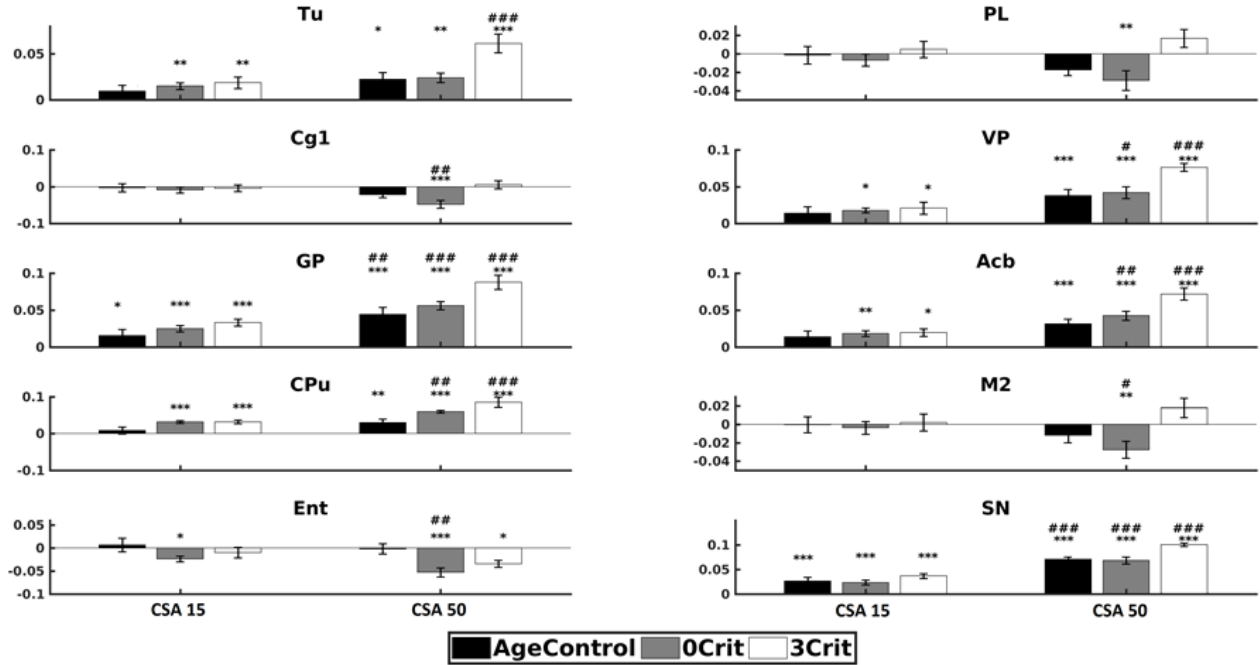 Tu
###
* ** ***
** **
0.05
0
PL
**
0.02
0
-0.02
-0.04
Cg1
##
***
0.1
0
-0.1
VP
# ###
*** *** ***
* *
0.1
0.05
0
GP
## ### ###
*** *** ***
* *** ***
0.1
0.05
0
Acb
## ###
*** *** ***
** *
0.1
0.05
0
CPu
## ###
** *** ***
*** ***
0.1
0
-0.1
M2
#
**
0.02
0
-0.02
-0.04
Ent
##
* *** *
0.05
0
-0.05
-0.1
CSA 15 CSA 50
SN
### ### ###
*** *** ***
*** *** ***
0.1
0.05
0
CSA 15 CSA 50
AgeControl 0Crit 3Crit